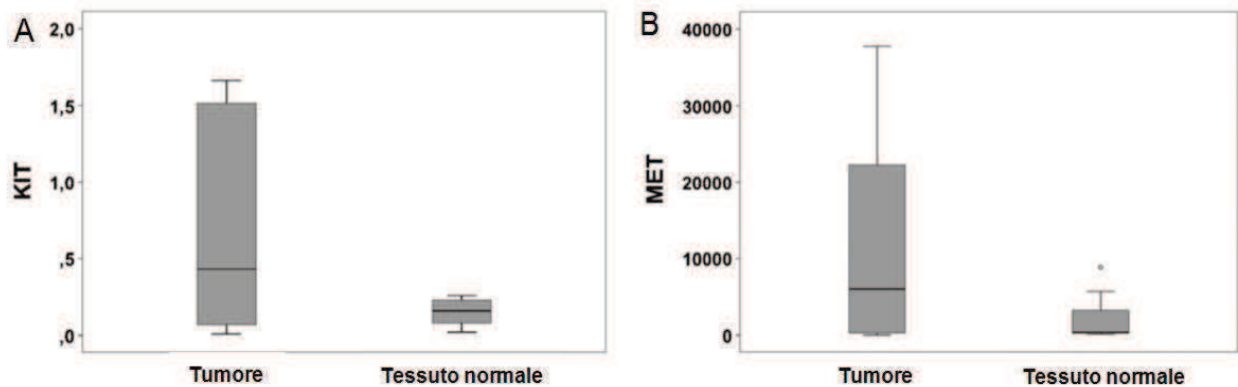 A
KIT
2,0
1,5
1,0
,5
,0
Tumore
Tessuto normale
B
MET
40000
30000
20000
10000
0
Tumore
Tessuto normale